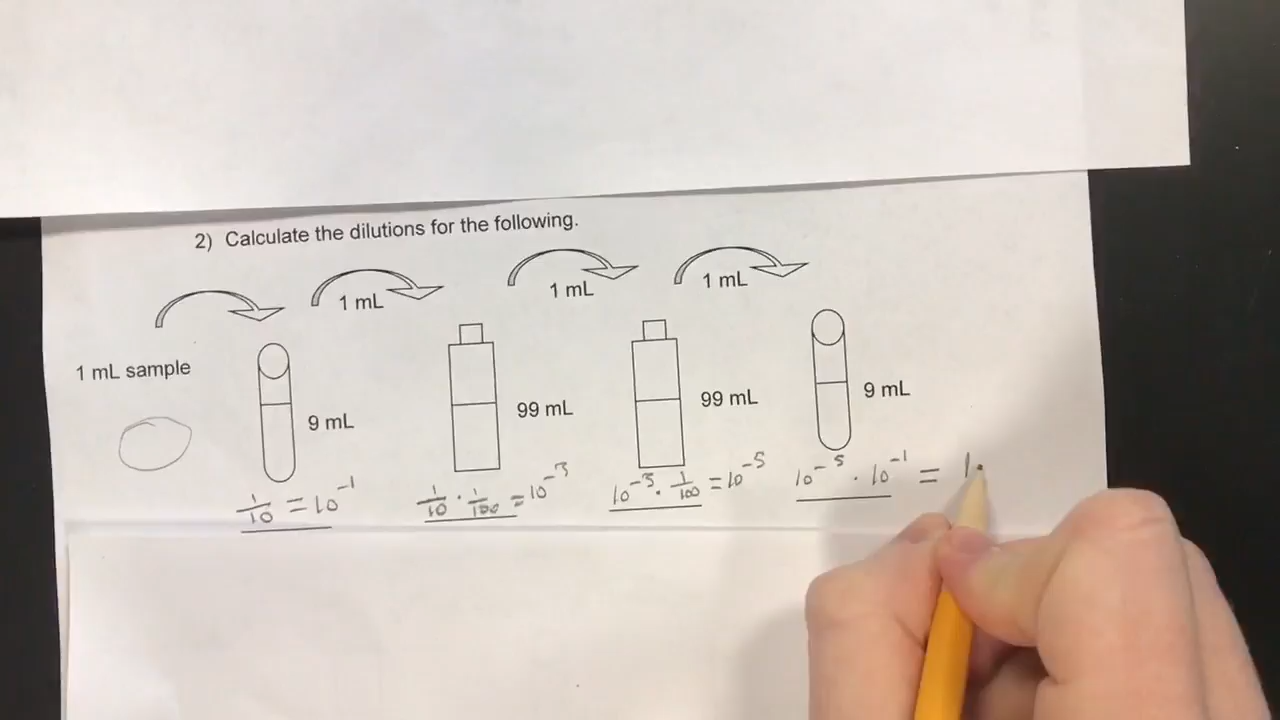 2) Calculate the dilutions for the following.
1 mL 1 mL 1 mL
1 mL sample
9 mL 99 mL 99 mL 9 mL
1/10 = 10⁻¹ 1/10 · 1/100 = 10⁻³ 10⁻³ · 1/100 = 10⁻⁵ 10⁻⁵ · 10⁻¹ = 1